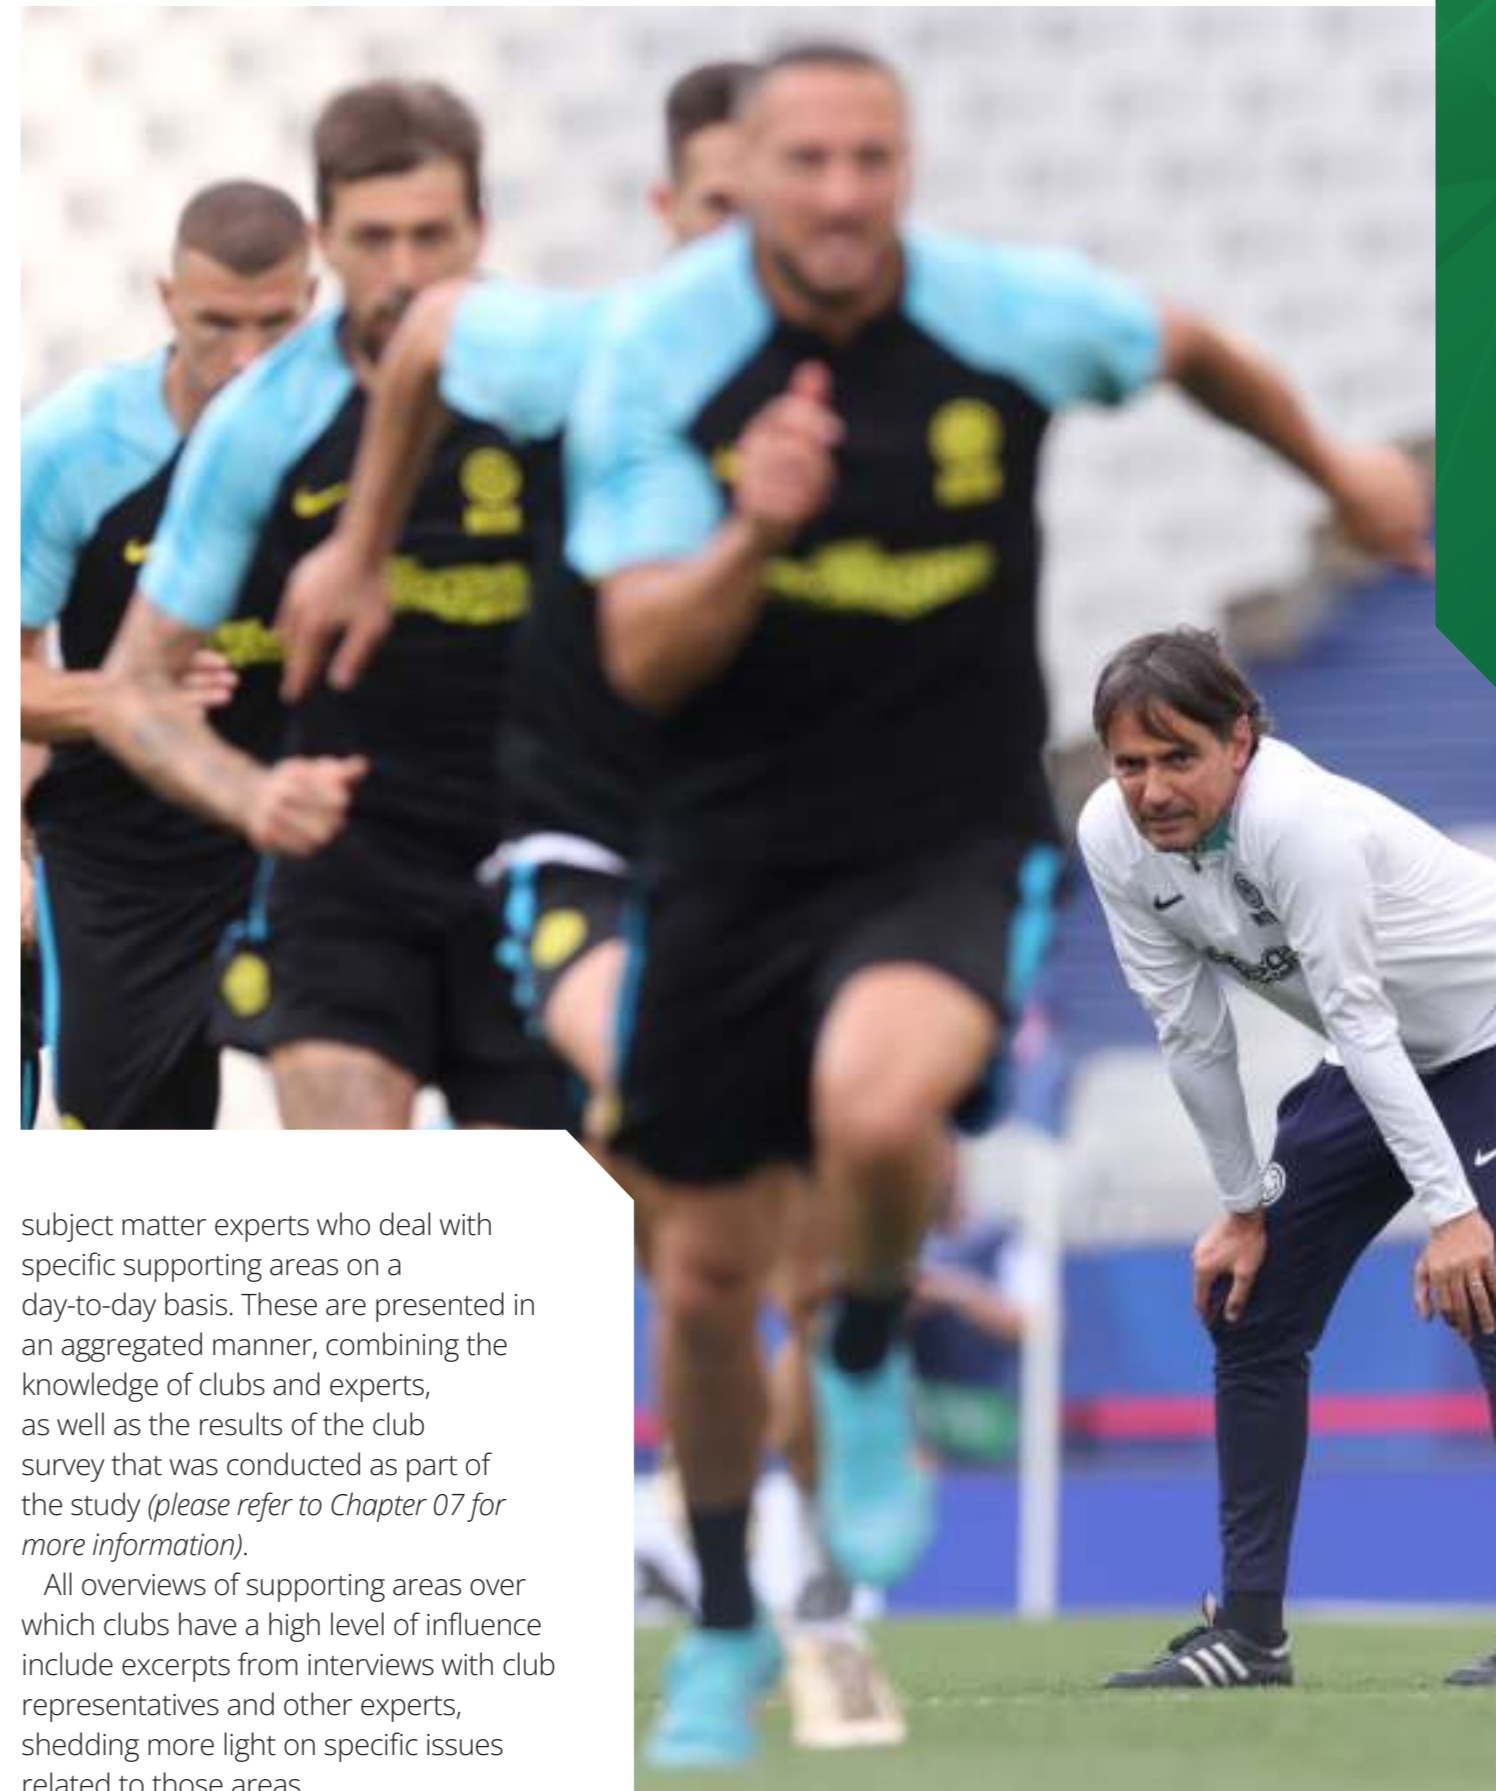 subject matter experts who deal with
specific supporting areas on a
day-to-day basis. These are presented in
an aggregated manner, combining the
knowledge of clubs and experts,
as well as the results of the club
survey that was conducted as part of
the study (please refer to Chapter 07 for
more information).
All overviews of supporting areas over
which clubs have a high level of influence
include excerpts from interviews with club
representatives and other experts,
shedding more light on specific issues
related to those areas.